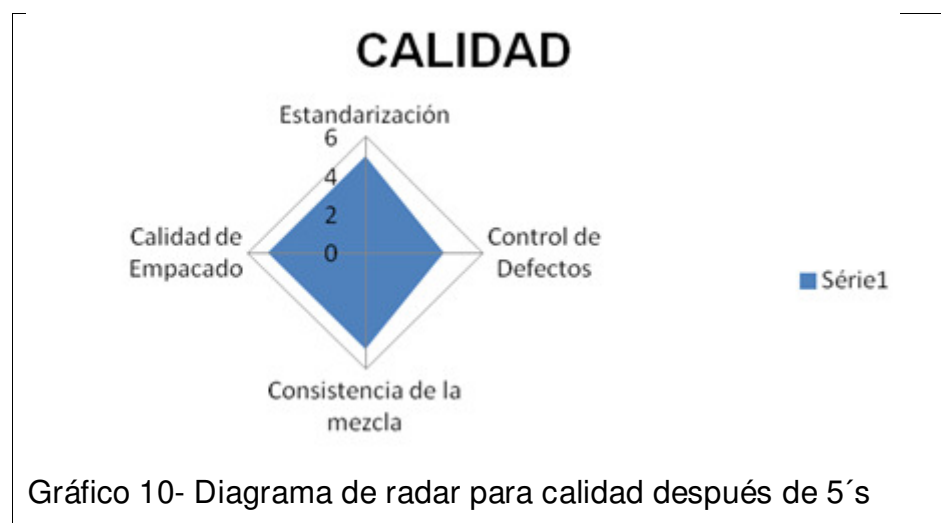 CALIDAD
Estandarización
6
4
2
0
Calidad de
Empacado
Control de
Defectos
Consistencia de la
mezcla
Série1
Gráfico 10- Diagrama de radar para calidad después de 5´s